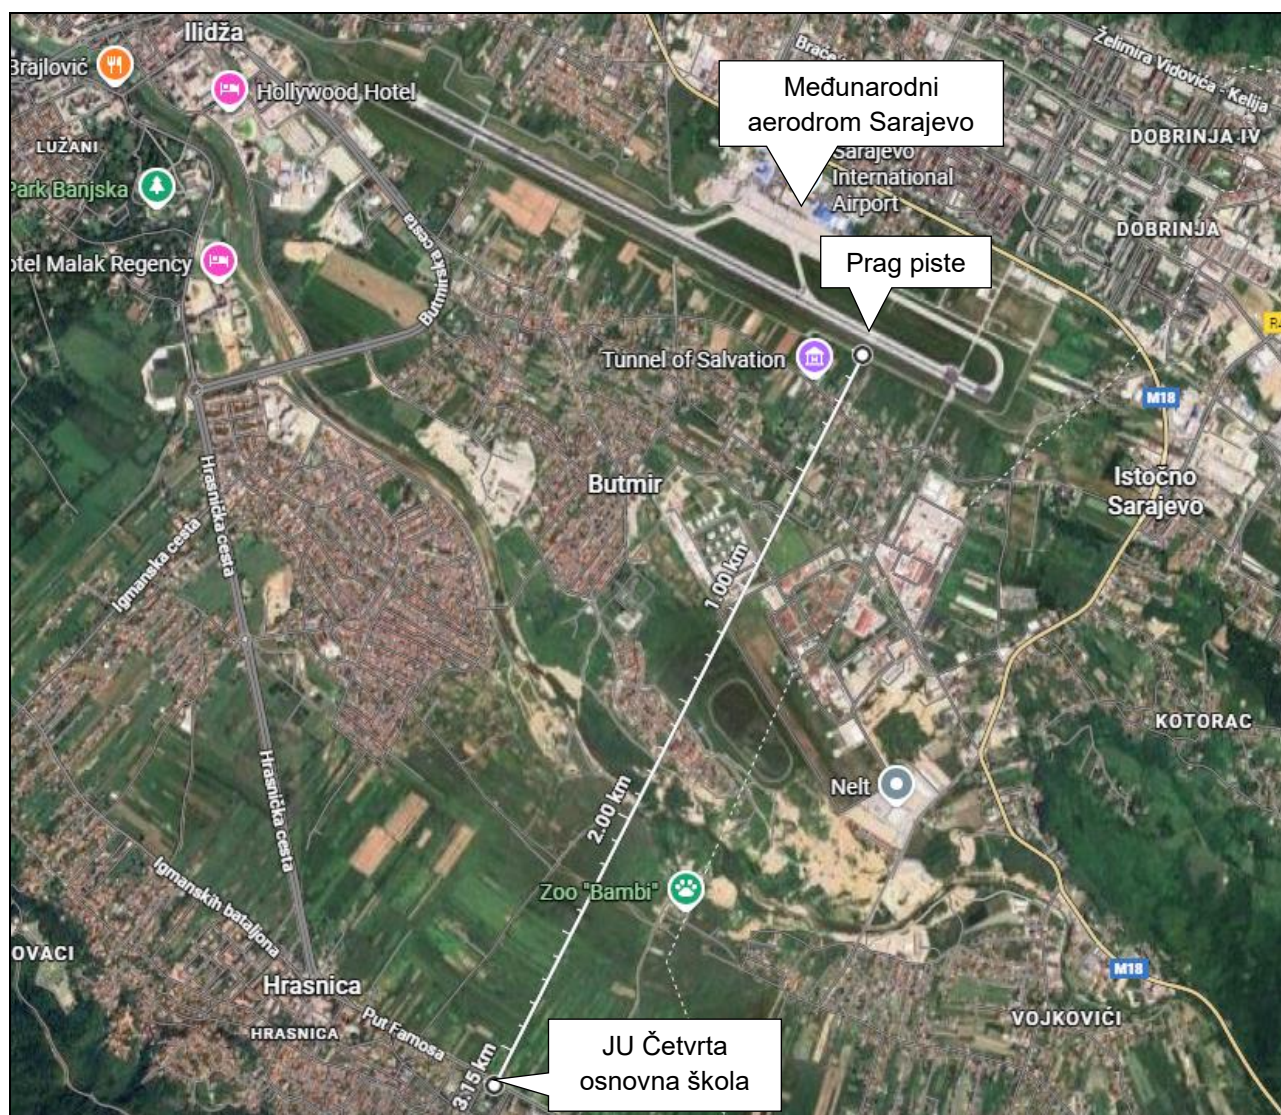 Ilidža
Brajlović
Hollywood Hotel
LUŽANI
Park Banjska
Hotel Malak Regency
Butmirska cesta
Želimira Vidovića - Kelija
Međunarodni
aerodrom Sarajevo
Sarajevo
International
Airport
DOBRINJA IV
DOBRINJA
Prag piste
Tunnel of Salvation
M18
Butmir
Istočno
Sarajevo
Hrasnička cesta
Igmanska cesta
1.00 km
KOTORAC
Hrasnička cesta
2.00 km
Nelt
Zoo "Bambi"
Igmanskih bataljona
OVACI
M18
Hrasnica
HRASNICA
Put Famosa
VOJKOVIĆI
3.15 km
JU Četvrta
osnovna škola